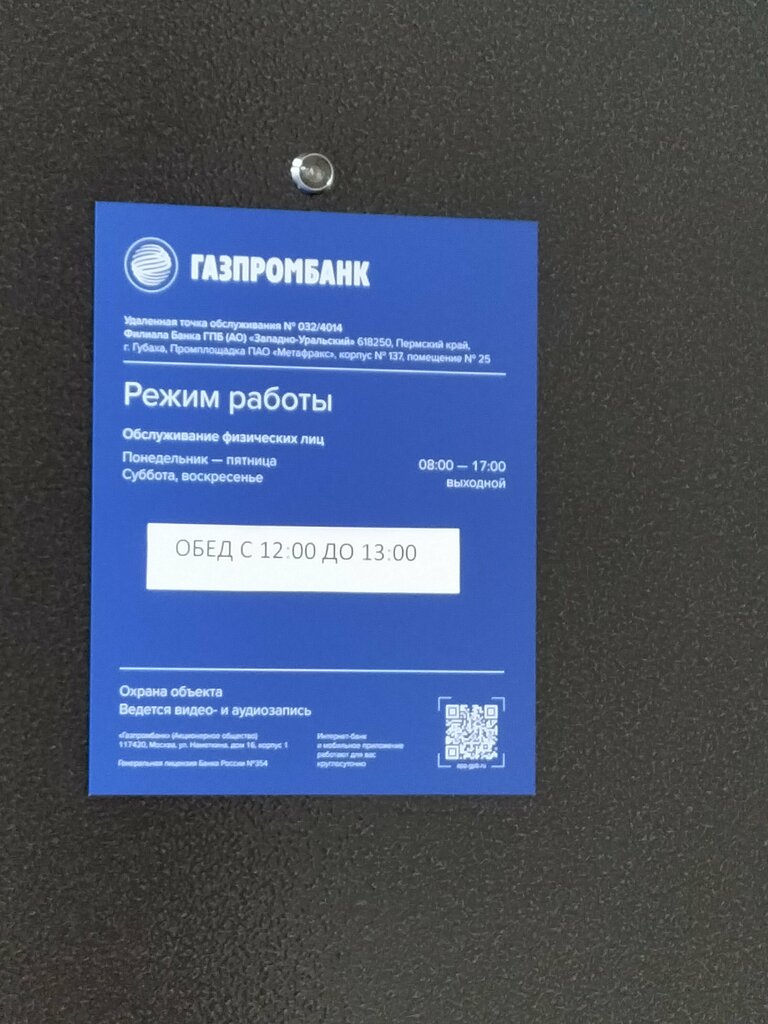 ГАЗПРОМБАНК
Удаленная точка обслуживания № 032/4014
Филиала Банка ГПБ (АО) «Западно-Уральский» 618250, Пермский край,
г. Губаха, Промплощадка ПАО «Метафракс», корпус № 137, помещение № 25
Режим работы
Обслуживание физических лиц
Понедельник — пятница 08:00 — 17:00
Суббота, воскресенье выходной
ОБЕД С 12:00 ДО 13:00
Охрана объекта
Ведется видео- и аудиозапись
«Газпромбанк» (Акционерное общество)
117420, Москва, ул. Наметкина, дом 16, корпус 1
Генеральная лицензия Банка России №354
Интернет-банк
и мобильное приложение
работают для вас
круглосуточно